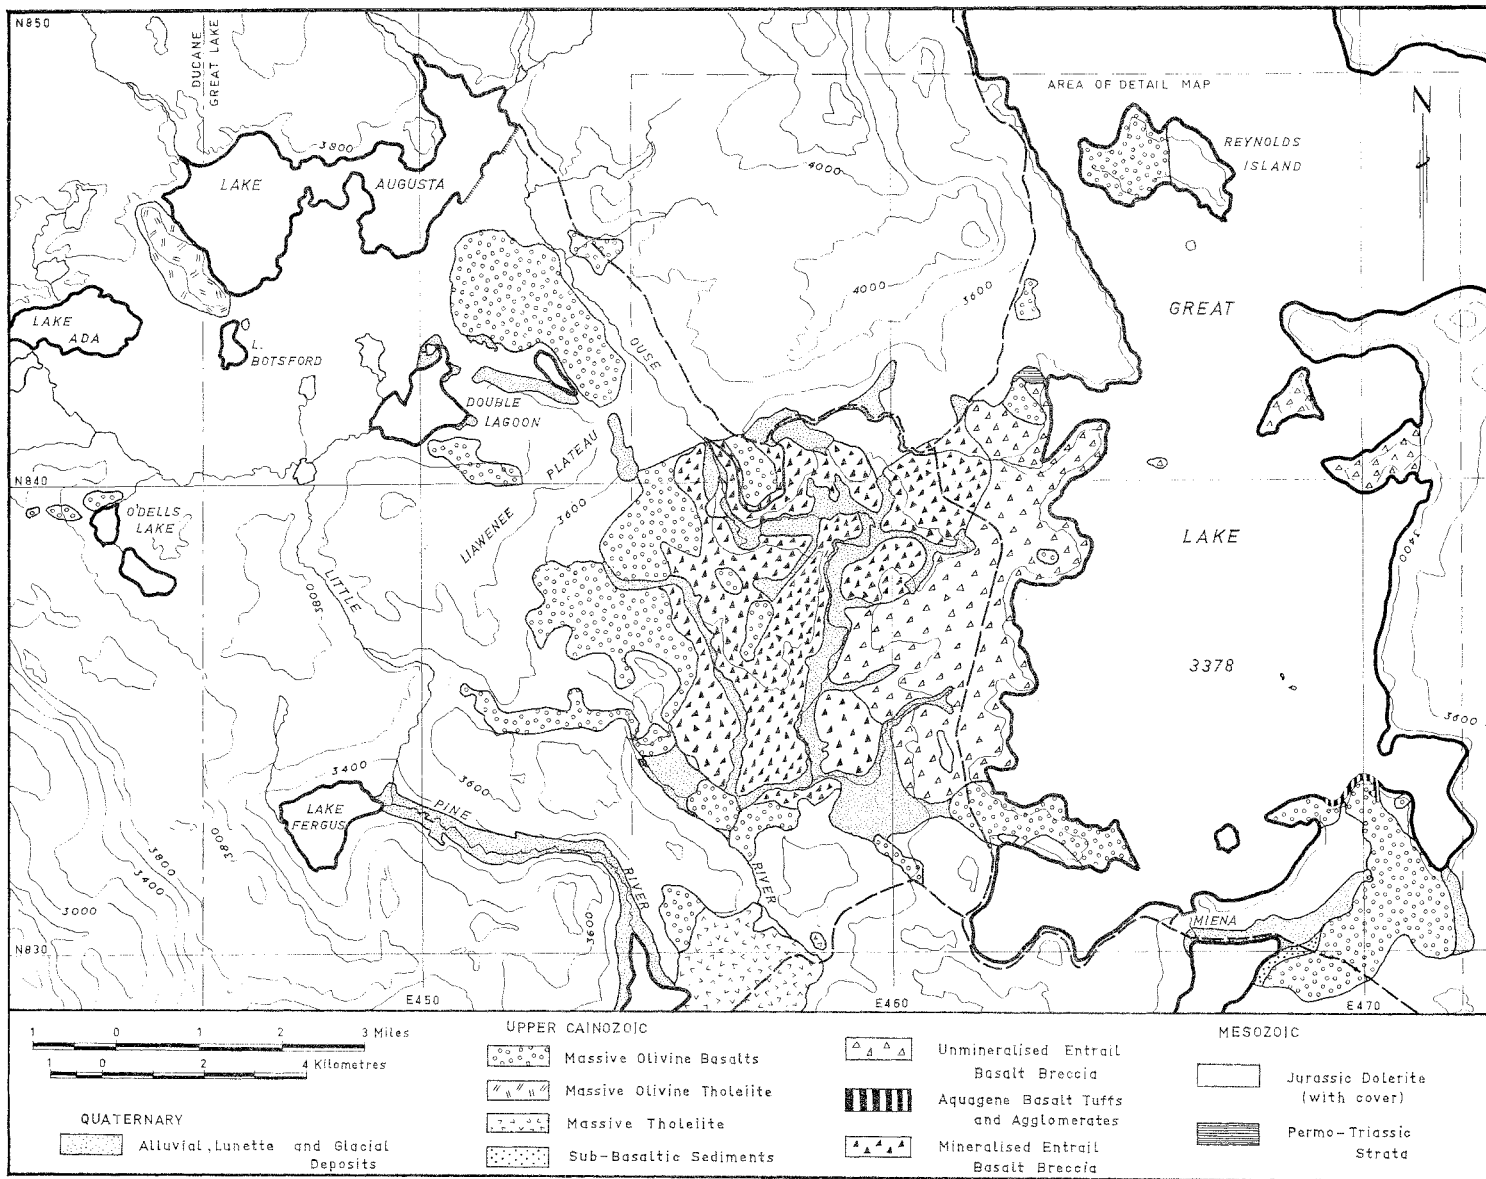 N850
DUCANE
GREAT LAKE
AREA OF DETAIL MAP
N
REYNOLDS
ISLAND
3800
LAKE AUGUSTA
4000
4000
3600
GREAT
LAKE
ADA
L.
BOTSFORD
OUSE
DOUBLE
LAGOON
PLATEAU
N840
O'DELLS
LAKE
LIAWENEE
3600
LAKE
3400
LITTLE
3800
3378
3600
3400
3600
LAKE
FERGUS
PINE
RIVER
RIVER
3800
3800
3400
3000
3600
MIENA
N830
E450
E460
E470
1 0 1 2 3 Miles
1 0 2 4 Kilometres
QUATERNARY
Alluvial, Lunette and Glacial
Deposits
UPPER CAINOZOIC
Massive Olivine Basalts
Massive Olivine Tholeiite
Massive Tholeiite
Sub-Basaltic Sediments
Unmineralised Entrail
Basalt Breccia
Aquagene Basalt Tuffs
and Agglomerates
Mineralised Entrail
Basalt Breccia
MESOZOIC
Jurassic Dolerite
(with cover)
Permo-Triassic
Strata